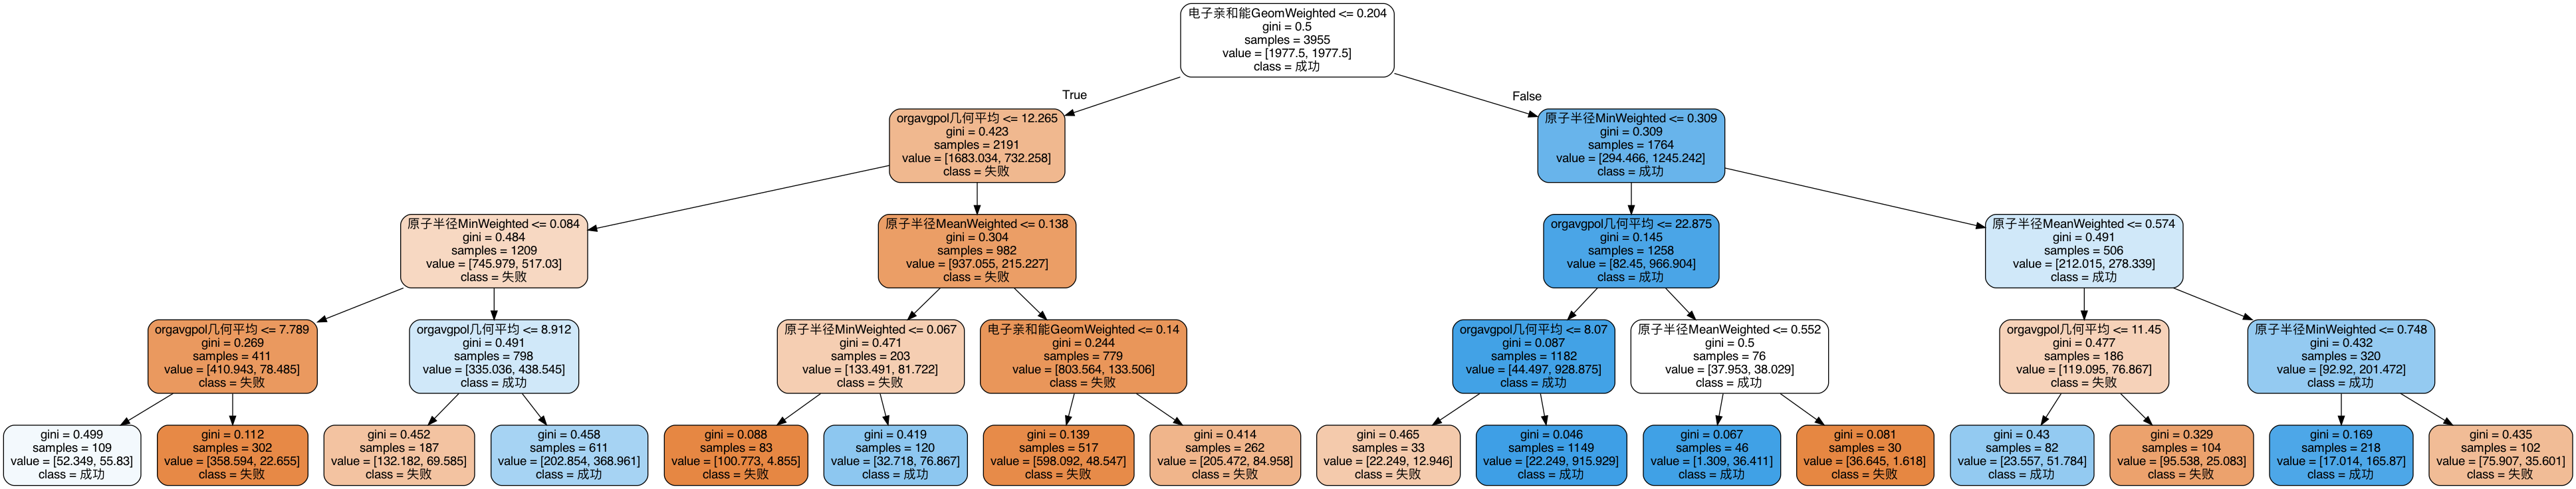 电子亲和能GeomWeighted <= 0.204
gini = 0.5
samples = 3955
value = [1977.5, 1977.5]
class = 成功
True
False
orgavgpol几何平均 <= 12.265
gini = 0.423
samples = 2191
value = [1683.034, 732.258]
class = 失败
原子半径MinWeighted <= 0.309
gini = 0.309
samples = 1764
value = [294.466, 1245.242]
class = 成功
原子半径MinWeighted <= 0.084
gini = 0.484
samples = 1209
value = [745.979, 517.03]
class = 失败
原子半径MeanWeighted <= 0.138
gini = 0.304
samples = 982
value = [937.055, 215.227]
class = 失败
orgavgpol几何平均 <= 22.875
gini = 0.145
samples = 1258
value = [82.45, 966.904]
class = 成功
原子半径MeanWeighted <= 0.574
gini = 0.491
samples = 506
value = [212.015, 278.339]
class = 成功
orgavgpol几何平均 <= 7.789
gini = 0.269
samples = 411
value = [410.943, 78.485]
class = 失败
orgavgpol几何平均 <= 8.912
gini = 0.491
samples = 798
value = [335.036, 438.545]
class = 成功
原子半径MinWeighted <= 0.067
gini = 0.471
samples = 203
value = [133.491, 81.722]
class = 失败
电子亲和能GeomWeighted <= 0.14
gini = 0.244
samples = 779
value = [803.564, 133.506]
class = 失败
orgavgpol几何平均 <= 8.07
gini = 0.087
samples = 1182
value = [44.497, 928.875]
class = 成功
原子半径MeanWeighted <= 0.552
gini = 0.5
samples = 76
value = [37.953, 38.029]
class = 成功
orgavgpol几何平均 <= 11.45
gini = 0.477
samples = 186
value = [119.095, 76.867]
class = 失败
原子半径MinWeighted <= 0.748
gini = 0.432
samples = 320
value = [92.92, 201.472]
class = 成功
gini = 0.499
samples = 109
value = [52.349, 55.83]
class = 成功
gini = 0.112
samples = 302
value = [358.594, 22.655]
class = 失败
gini = 0.452
samples = 187
value = [132.182, 69.585]
class = 失败
gini = 0.458
samples = 611
value = [202.854, 368.961]
class = 成功
gini = 0.088
samples = 83
value = [100.773, 4.855]
class = 失败
gini = 0.419
samples = 120
value = [32.718, 76.867]
class = 成功
gini = 0.139
samples = 517
value = [598.092, 48.547]
class = 失败
gini = 0.414
samples = 262
value = [205.472, 84.958]
class = 失败
gini = 0.465
samples = 33
value = [22.249, 12.946]
class = 失败
gini = 0.046
samples = 1149
value = [22.249, 915.929]
class = 成功
gini = 0.067
samples = 46
value = [1.309, 36.411]
class = 成功
gini = 0.081
samples = 30
value = [36.645, 1.618]
class = 失败
gini = 0.43
samples = 82
value = [23.557, 51.784]
class = 成功
gini = 0.329
samples = 104
value = [95.538, 25.083]
class = 失败
gini = 0.169
samples = 218
value = [17.014, 165.87]
class = 成功
gini = 0.435
samples = 102
value = [75.907, 35.601]
class = 失败